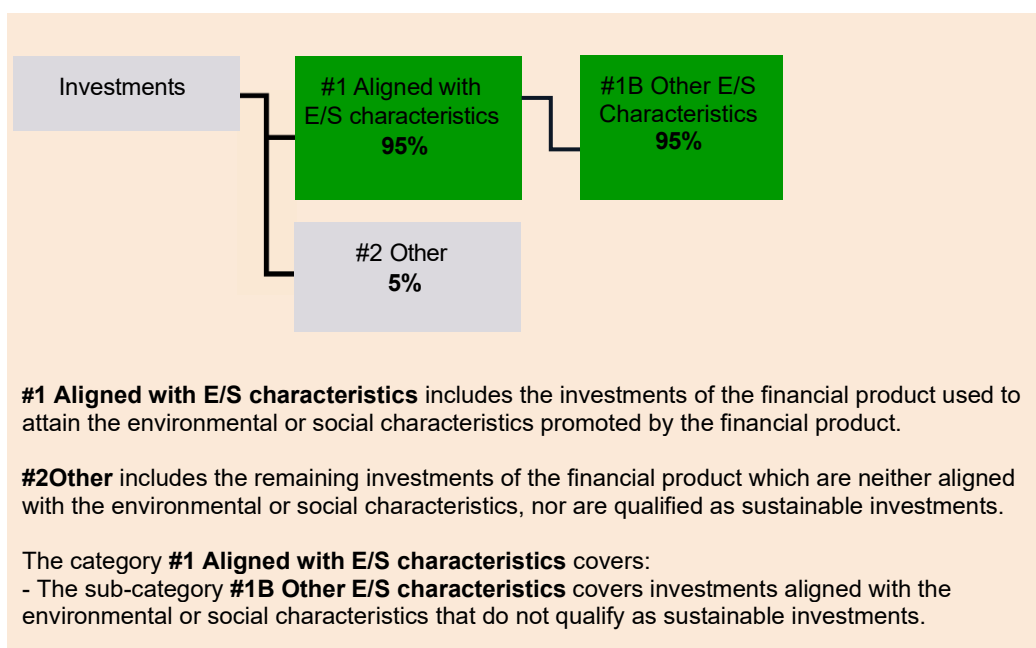 Investments
#1 Aligned with
E/S characteristics
95%
#1B Other E/S
Characteristics
95%
#2 Other
5%
#1 Aligned with E/S characteristics includes the investments of the financial product used to
attain the environmental or social characteristics promoted by the financial product.
#2Other includes the remaining investments of the financial product which are neither aligned
with the environmental or social characteristics, nor are qualified as sustainable investments.
The category #1 Aligned with E/S characteristics covers:
- The sub-category #1B Other E/S characteristics covers investments aligned with the
environmental or social characteristics that do not qualify as sustainable investments.